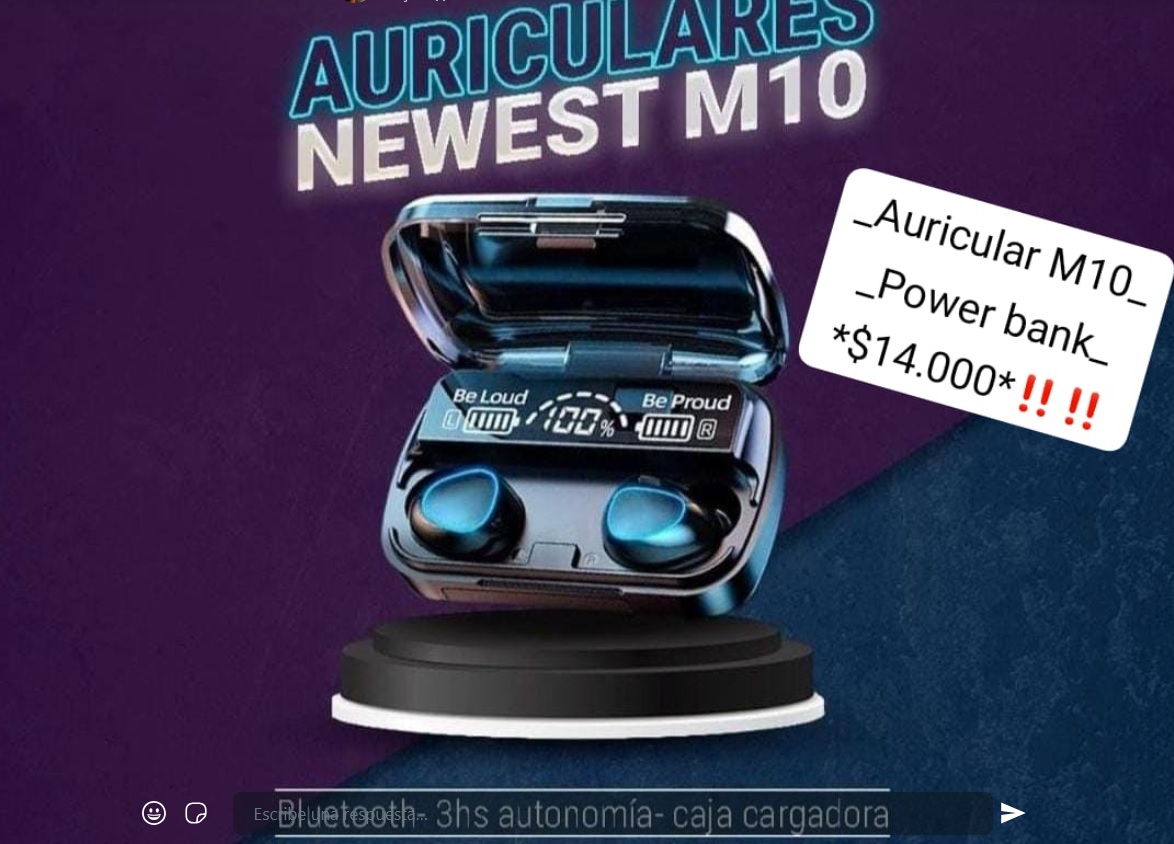 AURICULARES
NEWEST M10
_Auricular M10_
_Power bank_
*$14.000*‼️‼️
Be Loud
Be Proud
L
100%
R
Escribe una respuesta...
Bluetooth- 3hs autonomía- caja cargadora